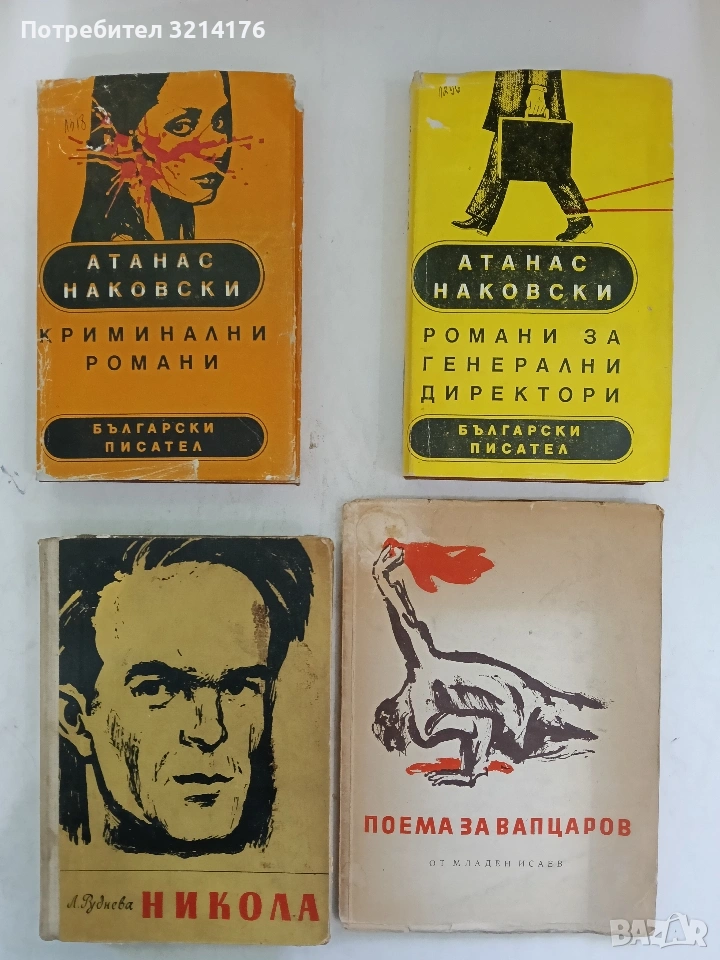 Потребител 3214176
АТАНАС
НАКОВСКИ
КРИМИНАЛНИ
РОМАНИ
БЪЛГАРСКИ
ПИСАТЕЛ
АТАНАС
НАКОВСКИ
РОМАНИ ЗА
ГЕНЕРАЛНИ
ДИРЕКТОРИ
БЪЛГАРСКИ
ПИСАТЕЛ
Л. Руднева НИКОЛА
ПОЕМА ЗА ВАПЦАРОВ
ОТ МЛАДЕН ИСАЕВ
BAZAR